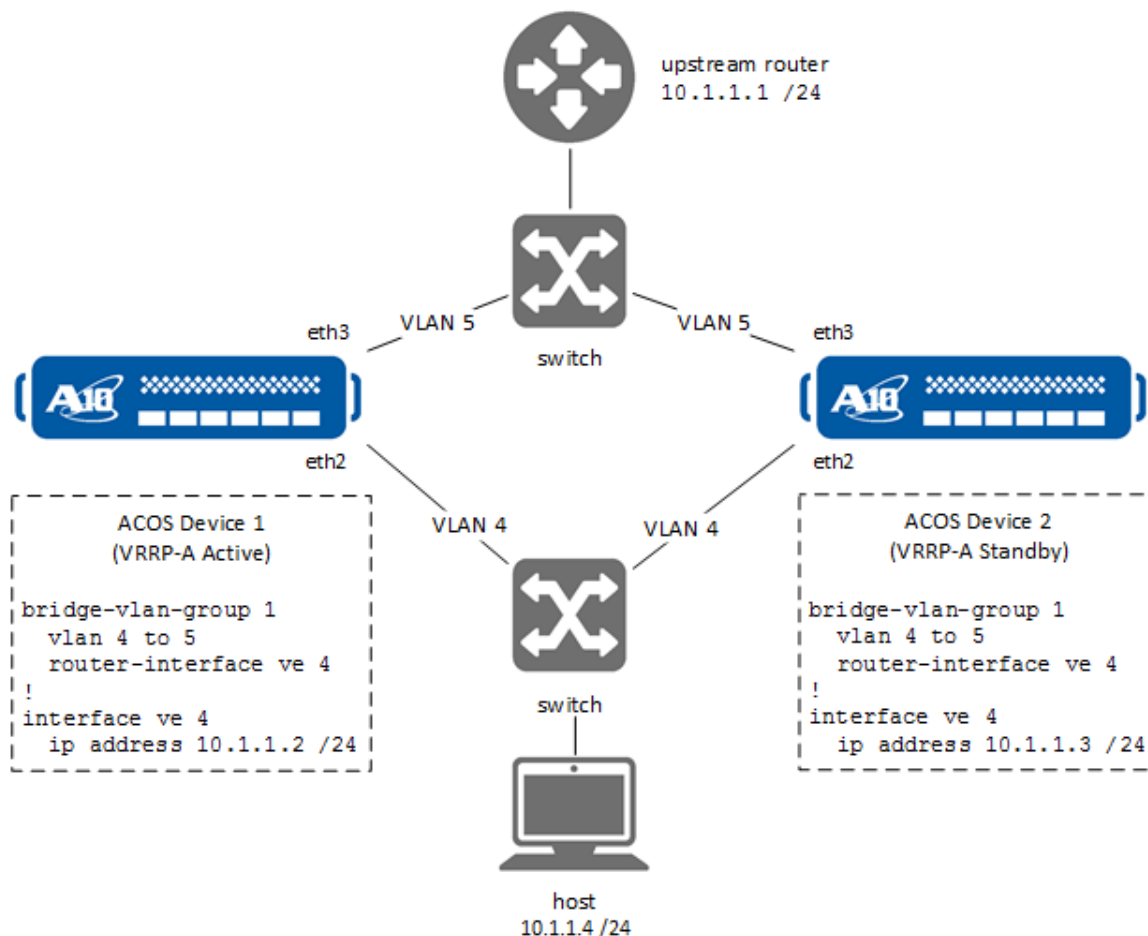 upstream router
10.1.1.1 /24
VLAN 5
VLAN 5
eth3
eth3
switch
A10
A10
eth2
eth2
VLAN 4
VLAN 4
ACOS Device 1
(VRRP-A Active)
bridge-vlan-group 1
vlan 4 to 5
router-interface ve 4
!
interface ve 4
ip address 10.1.1.2 /24
ACOS Device 2
(VRRP-A Standby)
bridge-vlan-group 1
vlan 4 to 5
router-interface ve 4
!
interface ve 4
ip address 10.1.1.3 /24
switch
host
10.1.1.4 /24